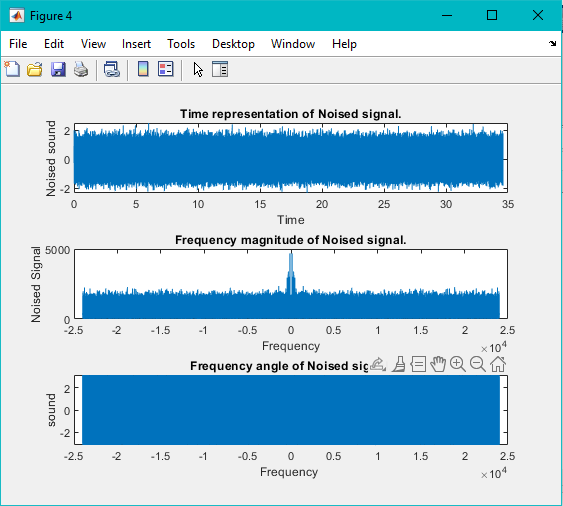 Figure 4
File Edit View Insert Tools Desktop Window Help
Time representation of Noised signal.
Noised sound
2
0
-2
0 5 10 15 20 25 30 35
Time
Frequency magnitude of Noised signal.
Noised Signal
5000
0
-2.5 -2 -1.5 -1 -0.5 0 0.5 1 1.5 2 2.5
Frequency
×10^4
Frequency angle of Noised sig
sound
2
0
-2
-2.5 -2 -1.5 -1 -0.5 0 0.5 1 1.5 2 2.5
Frequency
×10^4